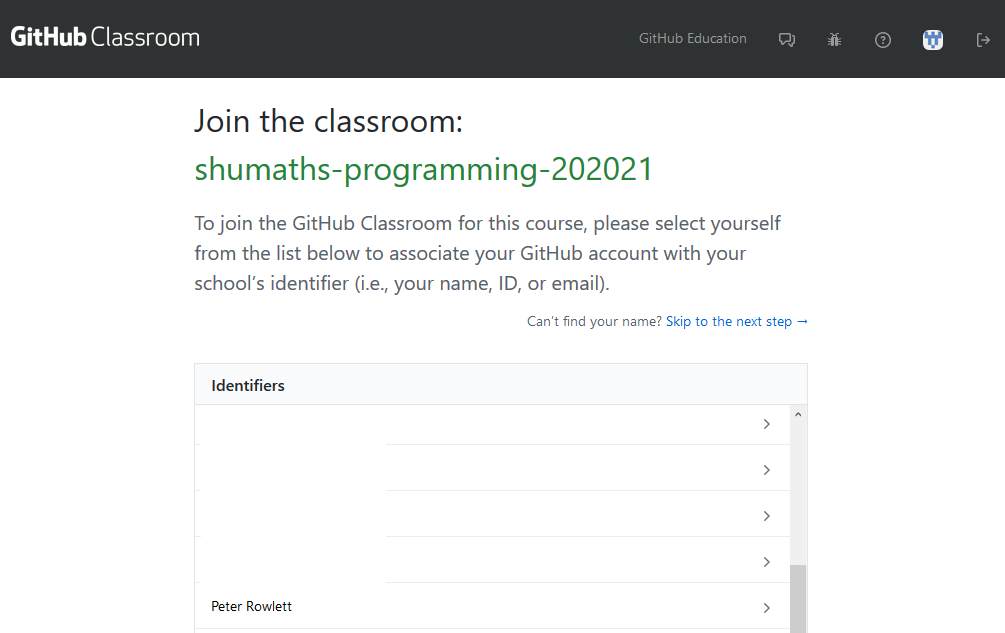 GitHub Classroom
GitHub Education
Join the classroom:
shumaths-programming-202021
To join the GitHub Classroom for this course, please select yourself
from the list below to associate your GitHub account with your
school's identifier (i.e., your name, ID, or email).
Can't find your name? Skip to the next step →
Identifiers
Peter Rowlett